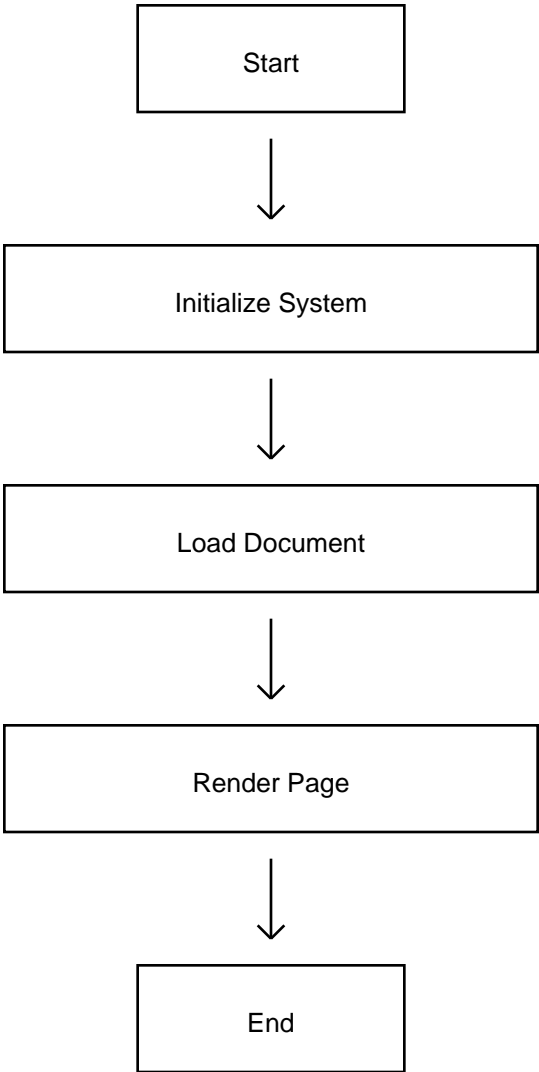 Start
Initialize System
Load Document
Render Page
End